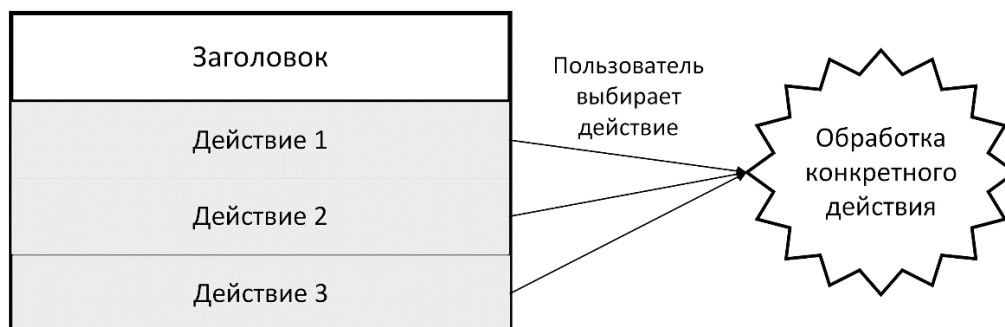 Заголовок
Действие 1
Действие 2
Действие 3
Пользователь
выбирает
действие
Обработка
конкретного
действия